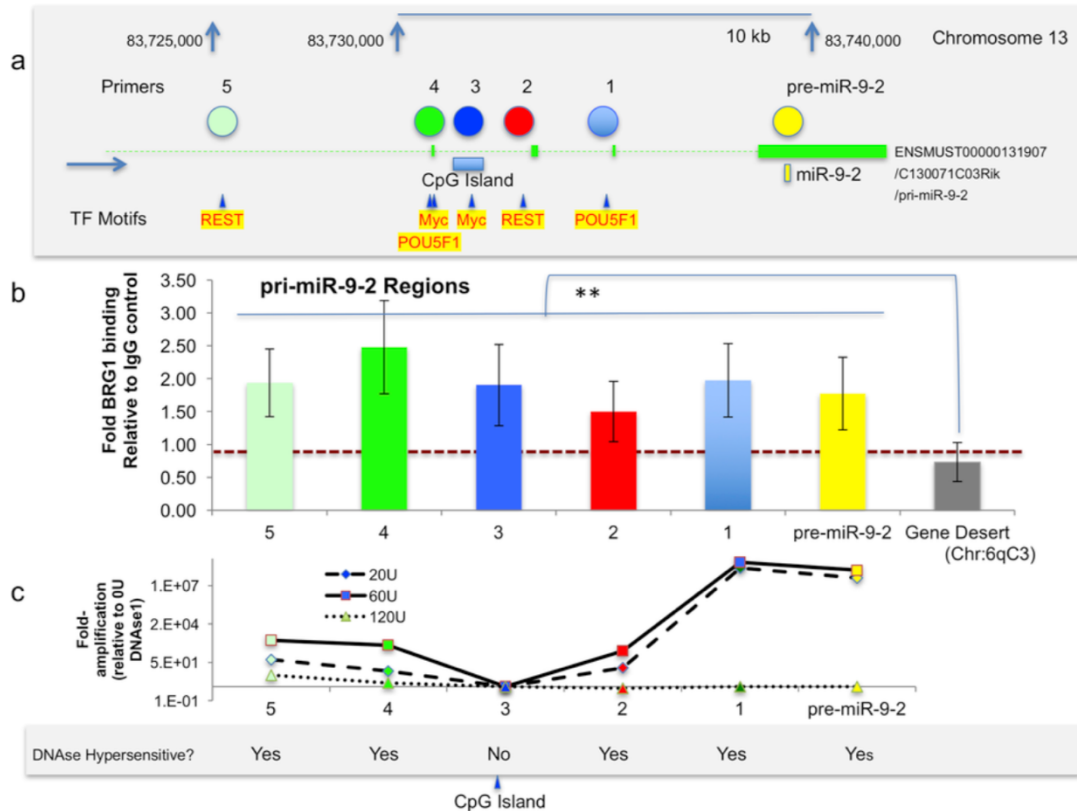 83,725,000
83,730,000
10 kb
83,740,000
Chromosome 13
a
Primers
5
4
3
2
1
pre-miR-9-2
CpG Island
miR-9-2
ENSMUST00000131907
/C130071C03Rik
/pri-miR-9-2
TF Motifs
REST
Myc
POU5F1
Myc
REST
POU5F1
b
pri-miR-9-2 Regions
**
Fold BRG1 binding
Relative to IgG control
3.50
3.00
2.50
2.00
1.50
1.00
0.50
0.00
5
4
3
2
1
pre-miR-9-2
Gene Desert
(Chr:6qC3)
c
Fold-
amplification
(relative to 0U
DNAse1)
1.E+07
2.E+04
5.E+01
1.E-01
20U
60U
120U
5
4
3
2
1
pre-miR-9-2
DNAse Hypersensitive?
Yes
Yes
No
Yes
Yes
Yes
CpG Island